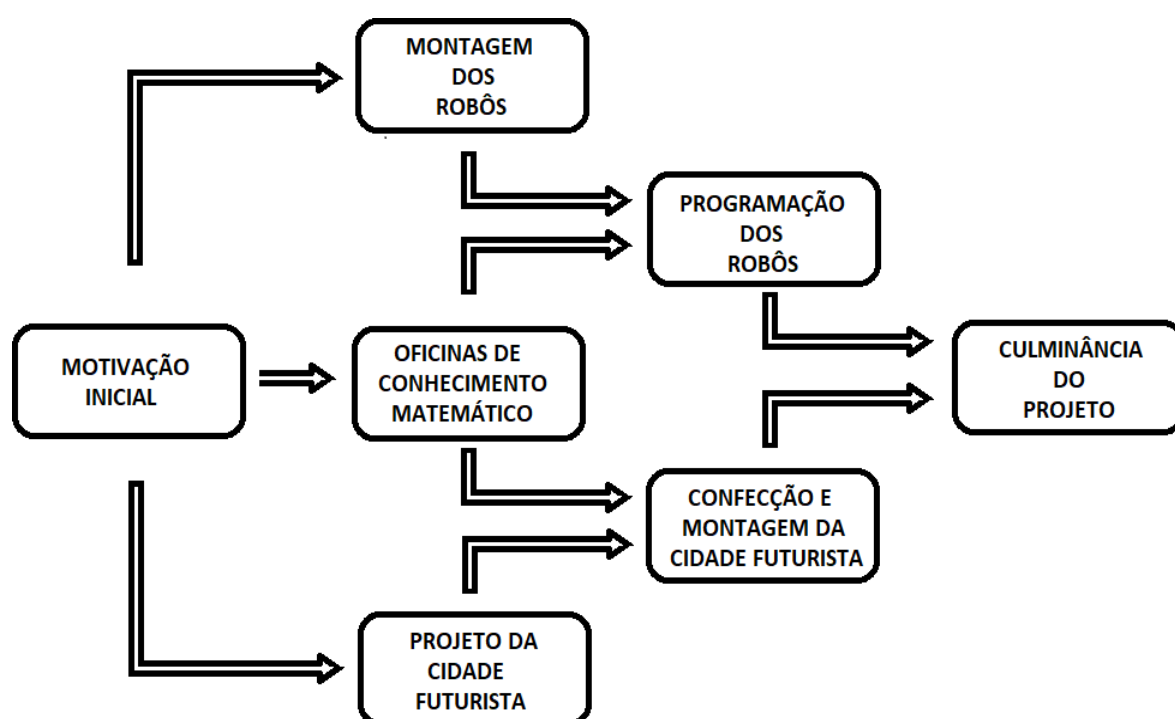 MONTAGEM
DOS
ROBÔS
PROGRAMAÇÃO
DOS
ROBÔS
MOTIVAÇÃO
INICIAL
OFICINAS DE
CONHECIMENTO
MATEMÁTICO
CULMINÂNCIA
DO
PROJETO
CONFECÇÃO E
MONTAGEM DA
CIDADE FUTURISTA
PROJETO DA
CIDADE
FUTURISTA